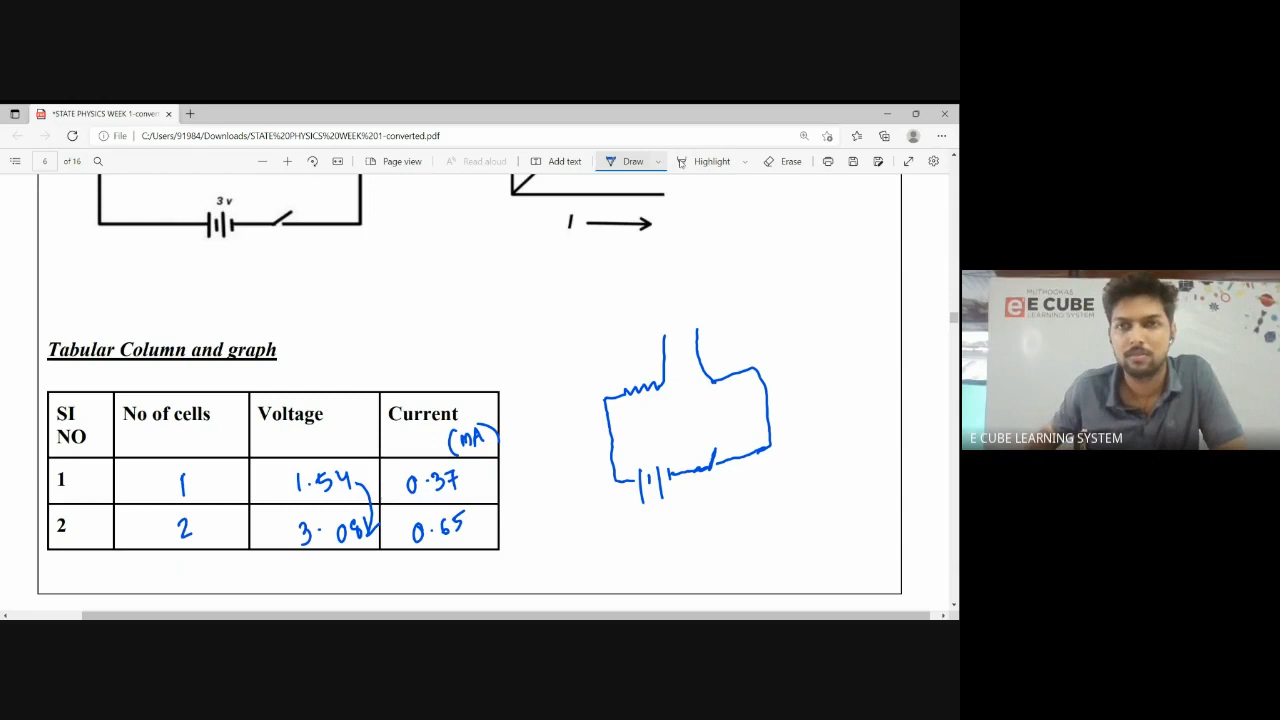 *STATE PHYSICS WEEK 1-conver
File
C:/Users/91984/Downloads/STATE%20PHYSICS%20WEEK%201-converted.pdf
6 of 16
Page view
Read aloud
Add text
Draw
Highlight
Erase
3 v
I
Tabular Column and graph
SI NO No of cells Voltage Current (mA)
1 1 1.54 0.37
2 2 3.08 0.65
MUTHOOKAS
e E CUBE
LEARNING SYSTEM
E CUBE LEARNING SYSTEM